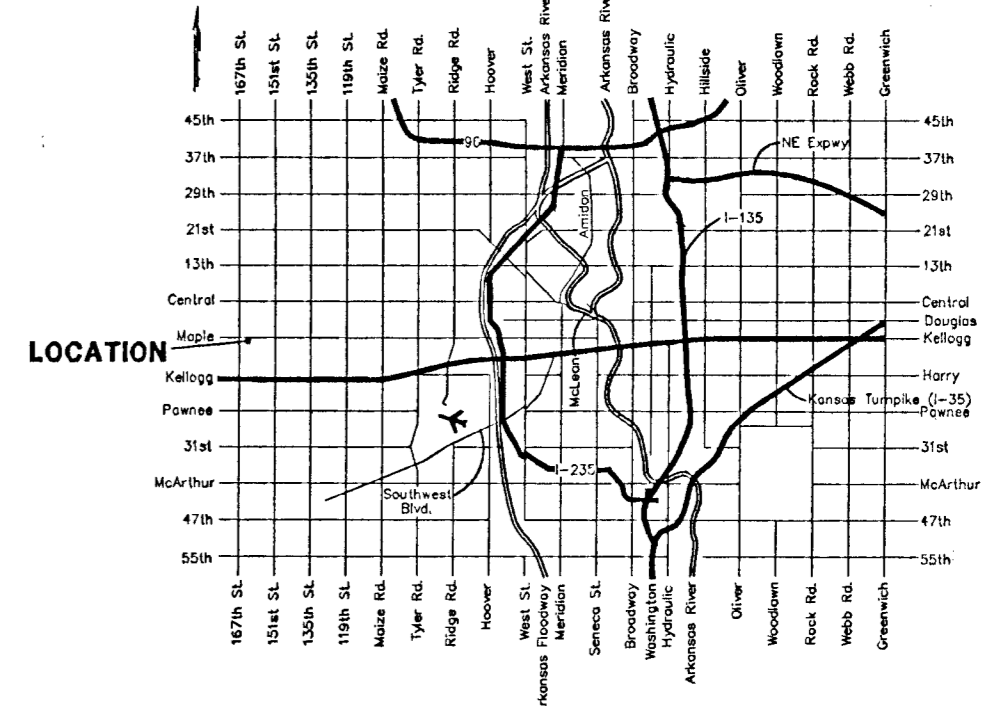 167th St.
151st St.
135th St.
119th St.
Maize Rd.
Tyler Rd.
Ridge Rd.
Hoover
West St.
Arkansas Rive
Meridian
Arkansas River
Broadway
Hydraulic
Hillside
Oliver
Woodlawn
Rock Rd.
Webb Rd.
Greenwich
45th
37th
29th
21st
13th
Central
Maple
LOCATION
Kellogg
Pawnee
31st
McArthur
47th
55th
96
NE Expwy
Amidon
I-135
McLean
Kansas Turnpike (I-35)
I-235
Southwest
Blvd.
45th
37th
29th
21st
13th
Central
Douglas
Kellogg
Harry
Pawnee
31st
McArthur
47th
55th
167th St.
151st St.
135th St.
119th St.
Maize Rd.
Tyler Rd.
Ridge Rd.
Hoover
West St.
rkansas Floodway
Meridian
Seneca St.
Broadway
Washington
Hydraulic
Arkansas River
Oliver
Woodlawn
Rock Rd.
Webb Rd.
Greenwich